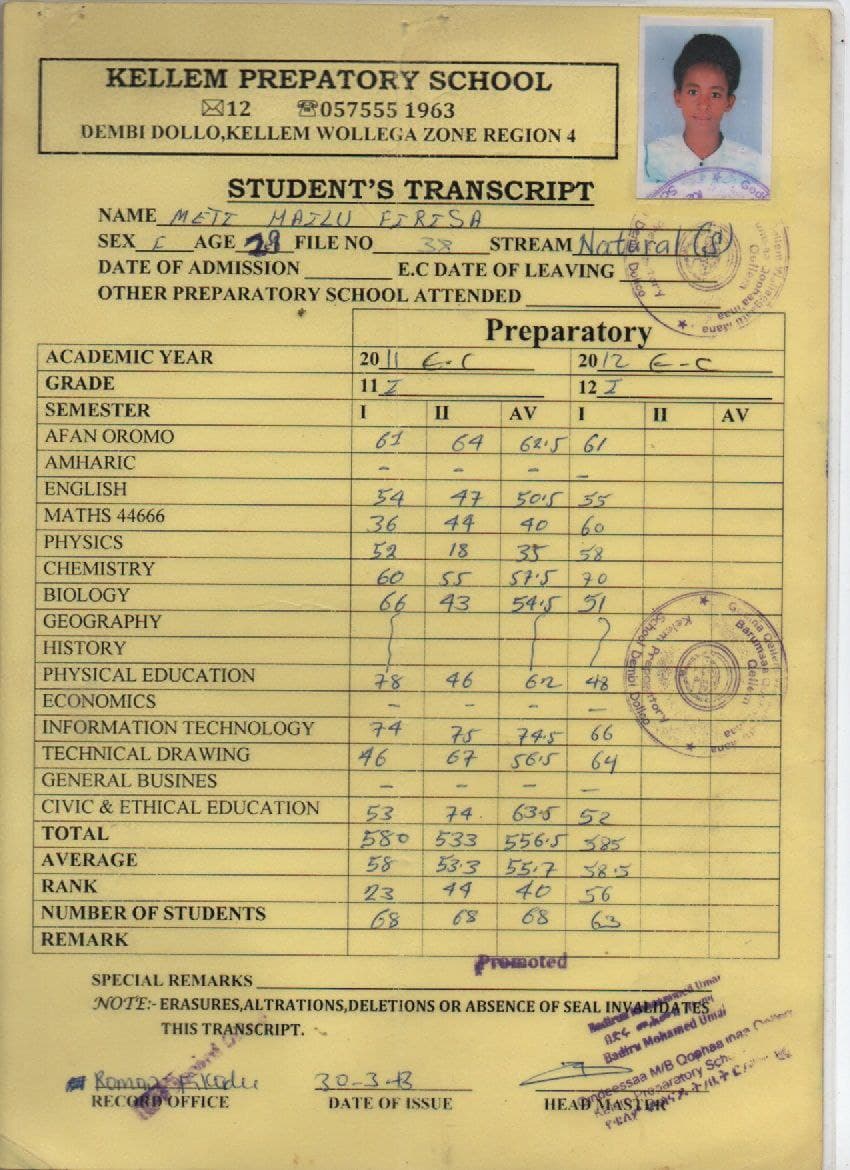 KELLEM PREPATORY SCHOOL
✉12 ☎057555 1963
DEMBI DOLLO,KELLEM WOLLEGA ZONE REGION 4
STUDENT'S TRANSCRIPT
NAME METI HAILU FIRISA
SEX F AGE 29 FILE NO 38 STREAM Natural (S)
DATE OF ADMISSION E.C DATE OF LEAVING
OTHER PREPARATORY SCHOOL ATTENDED
Preparatory
ACADEMIC YEAR 2011 E-C 2012 E-C
GRADE 11 I 12 I
SEMESTER I II AV I II AV
AFAN OROMO 61 64 62.5 61
AMHARIC - - - -
ENGLISH 54 47 50.5 55
MATHS 44666 36 44 40 60
PHYSICS 52 18 35 58
CHEMISTRY 60 55 57.5 70
BIOLOGY 66 43 54.5 51
GEOGRAPHY
HISTORY
PHYSICAL EDUCATION 78 46 62 48
ECONOMICS - - - -
INFORMATION TECHNOLOGY 74 75 74.5 66
TECHNICAL DRAWING 46 67 56.5 64
GENERAL BUSINES - - - -
CIVIC & ETHICAL EDUCATION 53 74 63.5 52
TOTAL 580 533 556.5 585
AVERAGE 58 53.3 55.7 58.5
RANK 23 44 40 56
NUMBER OF STUDENTS 68 68 68 63
REMARK
Promoted
SPECIAL REMARKS
NOTE:- ERASURES,ALTRATIONS,DELETIONS OR ABSENCE OF SEAL INVALIDATES
THIS TRANSCRIPT.
Badiru Mohamed Umar
30-3-13
RECORD OFFICE DATE OF ISSUE HEAD MASTER